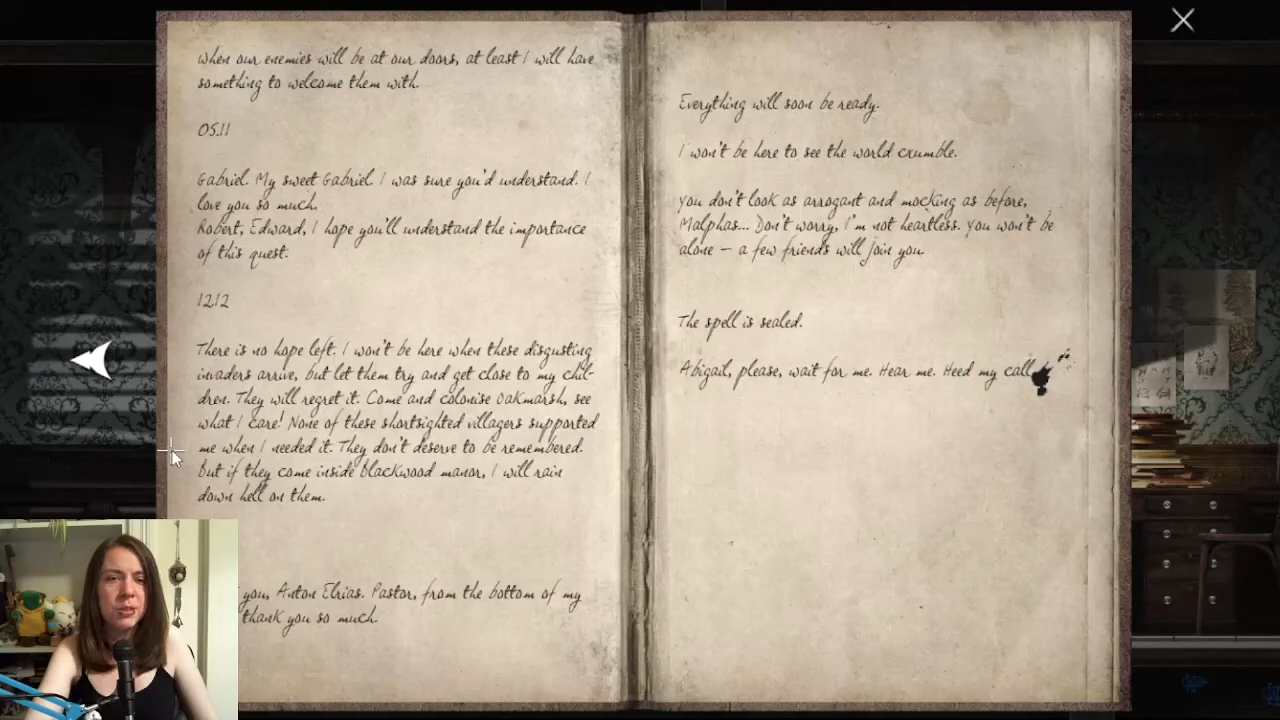 when our enemies will be at our doors, at least I will have
something to welcome them with.
05.11
Gabriel. My sweet Gabriel. I was sure you'd understand. I
love you so much.
Robert, Edward, I hope you'll understand the importance
of this quest.
12.12
There is no hope left. I won't be here when these disgusting
invaders arrive, but let them try and get close to my chil-
dren. They will regret it. Come and colonise Oakmarsh, see
what I care! None of these shortsighted villagers supported
me when I needed it. They don't deserve to be remembered.
But if they come inside Blackwood manor, I will rain
down hell on them.
you, Anton Elrias. Pastor, from the bottom of my
thank you so much.
Everything will soon be ready.
I won't be here to see the world crumble.
You don't look as arrogant and mocking as before,
Malphas... Don't worry, I'm not heartless. You won't be
alone – a few friends will join you.
The spell is sealed.
Abigail, please, wait for me. Hear me. Heed my call